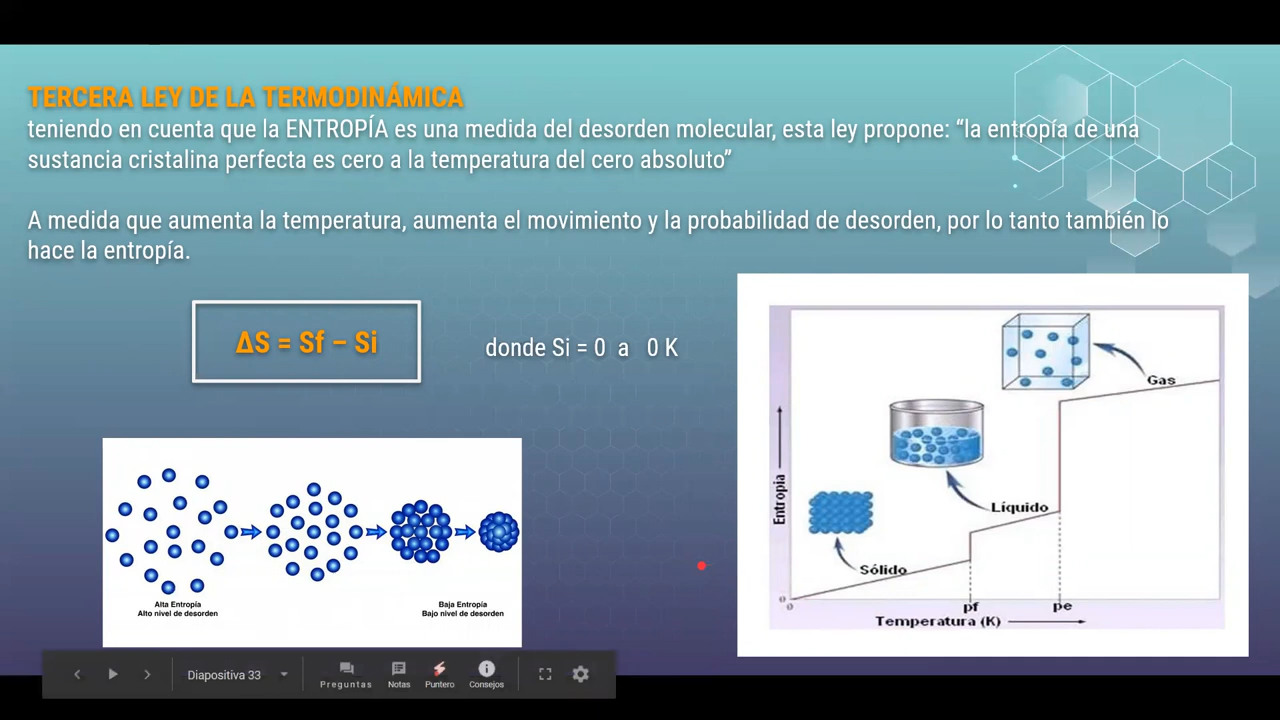 TERCERA LEY DE LA TERMODINÁMICA
teniendo en cuenta que la ENTROPÍA es una medida del desorden molecular, esta ley propone: “la entropía de una
sustancia cristalina perfecta es cero a la temperatura del cero absoluto”
A medida que aumenta la temperatura, aumenta el movimiento y la probabilidad de desorden, por lo tanto también lo
hace la entropía.
ΔS = Sf – Si
donde Si = 0 a 0 K
Alta Entropía
Alto nivel de desorden
Baja Entropía
Bajo nivel de desorden
Gas
Líquido
Sólido
Entropia
0
0
pf
pe
Temperatura (K)
Diapositiva 33
Preguntas
Notas
Puntero
Consejos